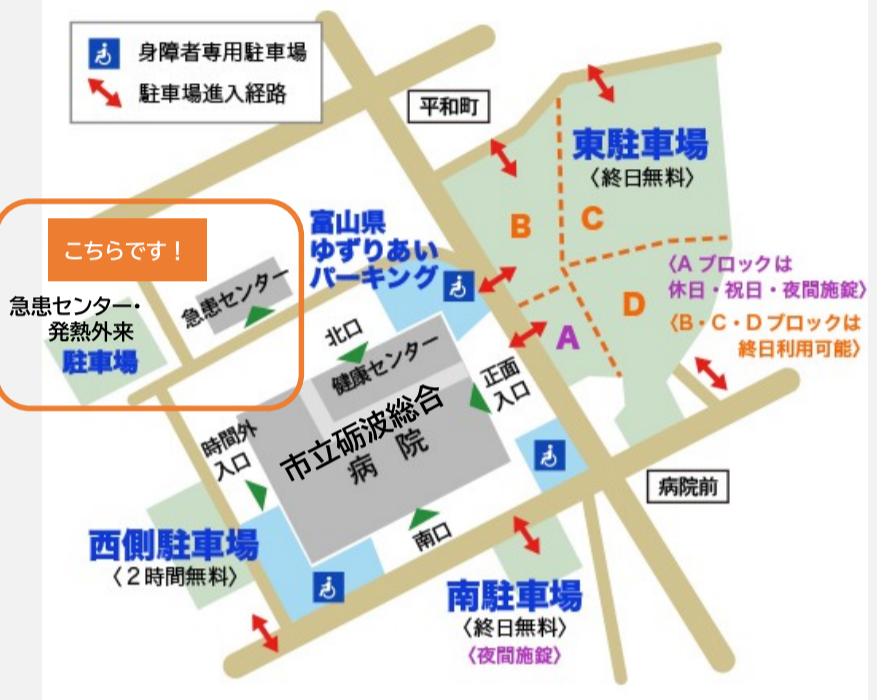 身障者専用駐車場
駐車場進入経路
平和町
東駐車場
〈終日無料〉
こちらです！
富山県
ゆずりあい
パーキング
B
C
〈A ブロックは
休日・祝日・夜間施錠〉
D
〈B・C・D ブロックは
終日利用可能〉
A
急患センター・
発熱外来
駐車場
急患センター
北口
健康センター
正面
入口
市立砺波総合
病　院
時間外
入口
病院前
南口
西側駐車場
〈２時間無料〉
南駐車場
〈終日無料〉
〈夜間施錠〉